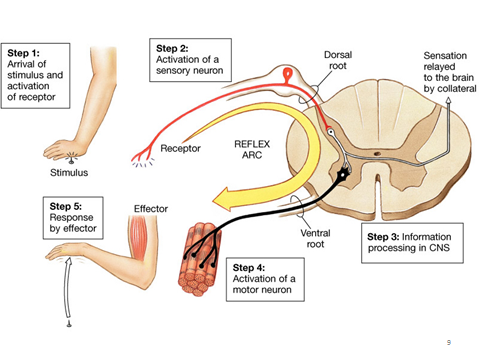 Step 1:
Arrival of
stimulus and
activation
of receptor
Stimulus
Step 2:
Activation of a
sensory neuron
Dorsal
root
Sensation
relayed
to the brain
by collateral
Receptor
REFLEX
ARC
Step 5:
Response
by effector
Effector
Ventral
root
Step 3: Information
processing in CNS
Step 4:
Activation of a
motor neuron
9